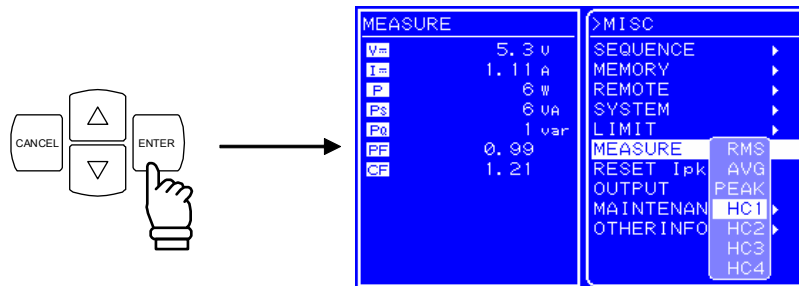 CANCEL
ENTER
MEASURE
V= 5.3 V
I= 1.11 A
P 6 W
PS 6 VA
PQ 1 var
PF 0.99
CF 1.21
>MISC
SEQUENCE
MEMORY
REMOTE
SYSTEM
LIMIT
MEASURE RMS
RESET Ipk AVG
OUTPUT PEAK
MAINTENAN HC1
OTHERINFO HC2
HC3
HC4